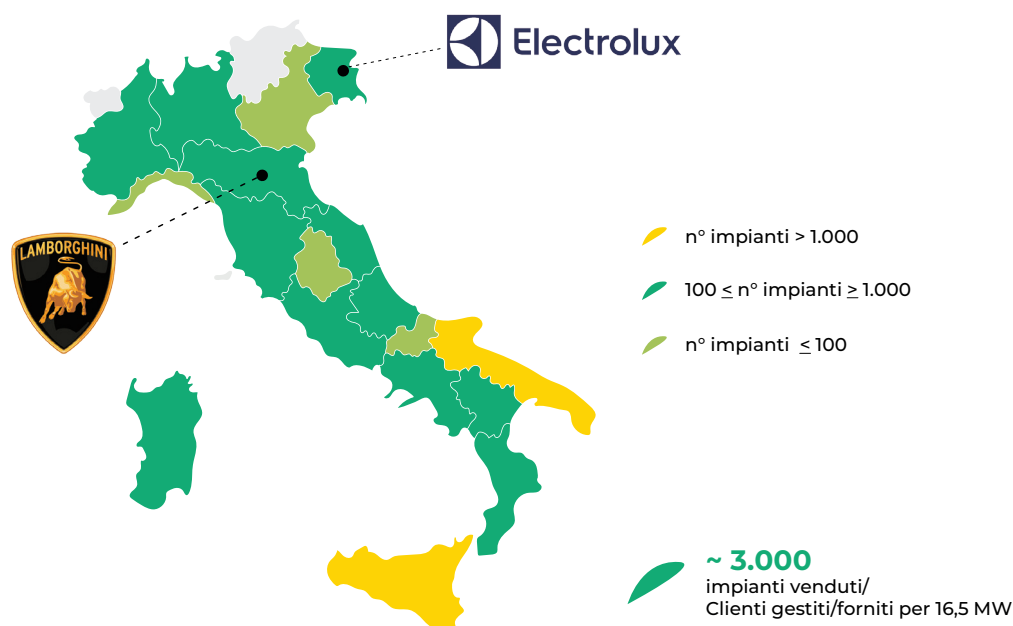 Electrolux
LAMBORGHINI
n° impianti > 1.000
100 ≤ n° impianti ≥ 1.000
n° impianti ≤ 100
~ 3.000
impianti venduti/
Clienti gestiti/forniti per 16,5 MW